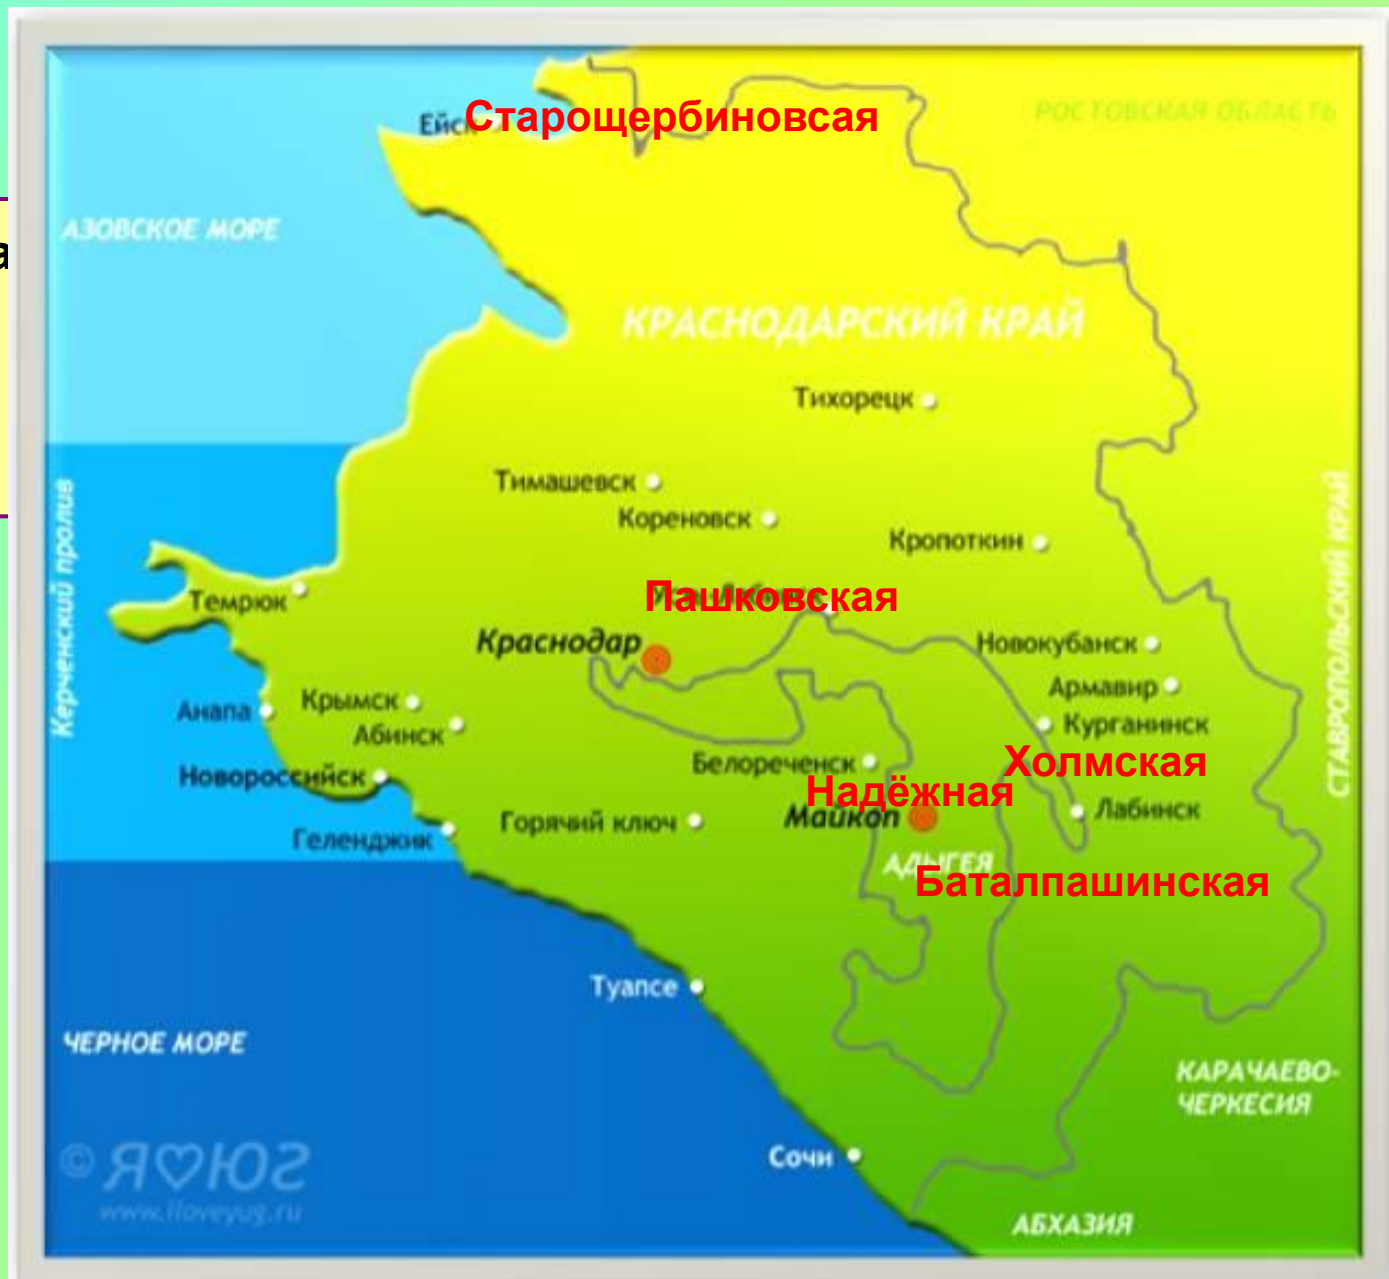 Ейск
Старощербиновсая
РОСТОВСКАЯ ОБЛАСТЬ
АЗОВСКОЕ МОРЕ
а
КРАСНОДАРСКИЙ КРАЙ
Тихорецк
Тимашевск
Кореновск
Кропоткин
Керченский пролив
СТАВРОПОЛЬСКИЙ КРАЙ
Темрюк
Пашковская
Краснодар
Новокубанск
Армавир
Крымск
Анапа
Абинск
Курганинск
Белореченск
Холмская
Новороссийск
Надёжная
Майкоп
Лабинск
Горячий ключ
Геленджик
АДЫГЕЯ
Баталпашинская
Туапсе
ЧЕРНОЕ МОРЕ
КАРАЧАЕВО-
ЧЕРКЕСИЯ
Сочи
© Я♡ЮГ
www.iloveyug.ru
АБХАЗИЯ